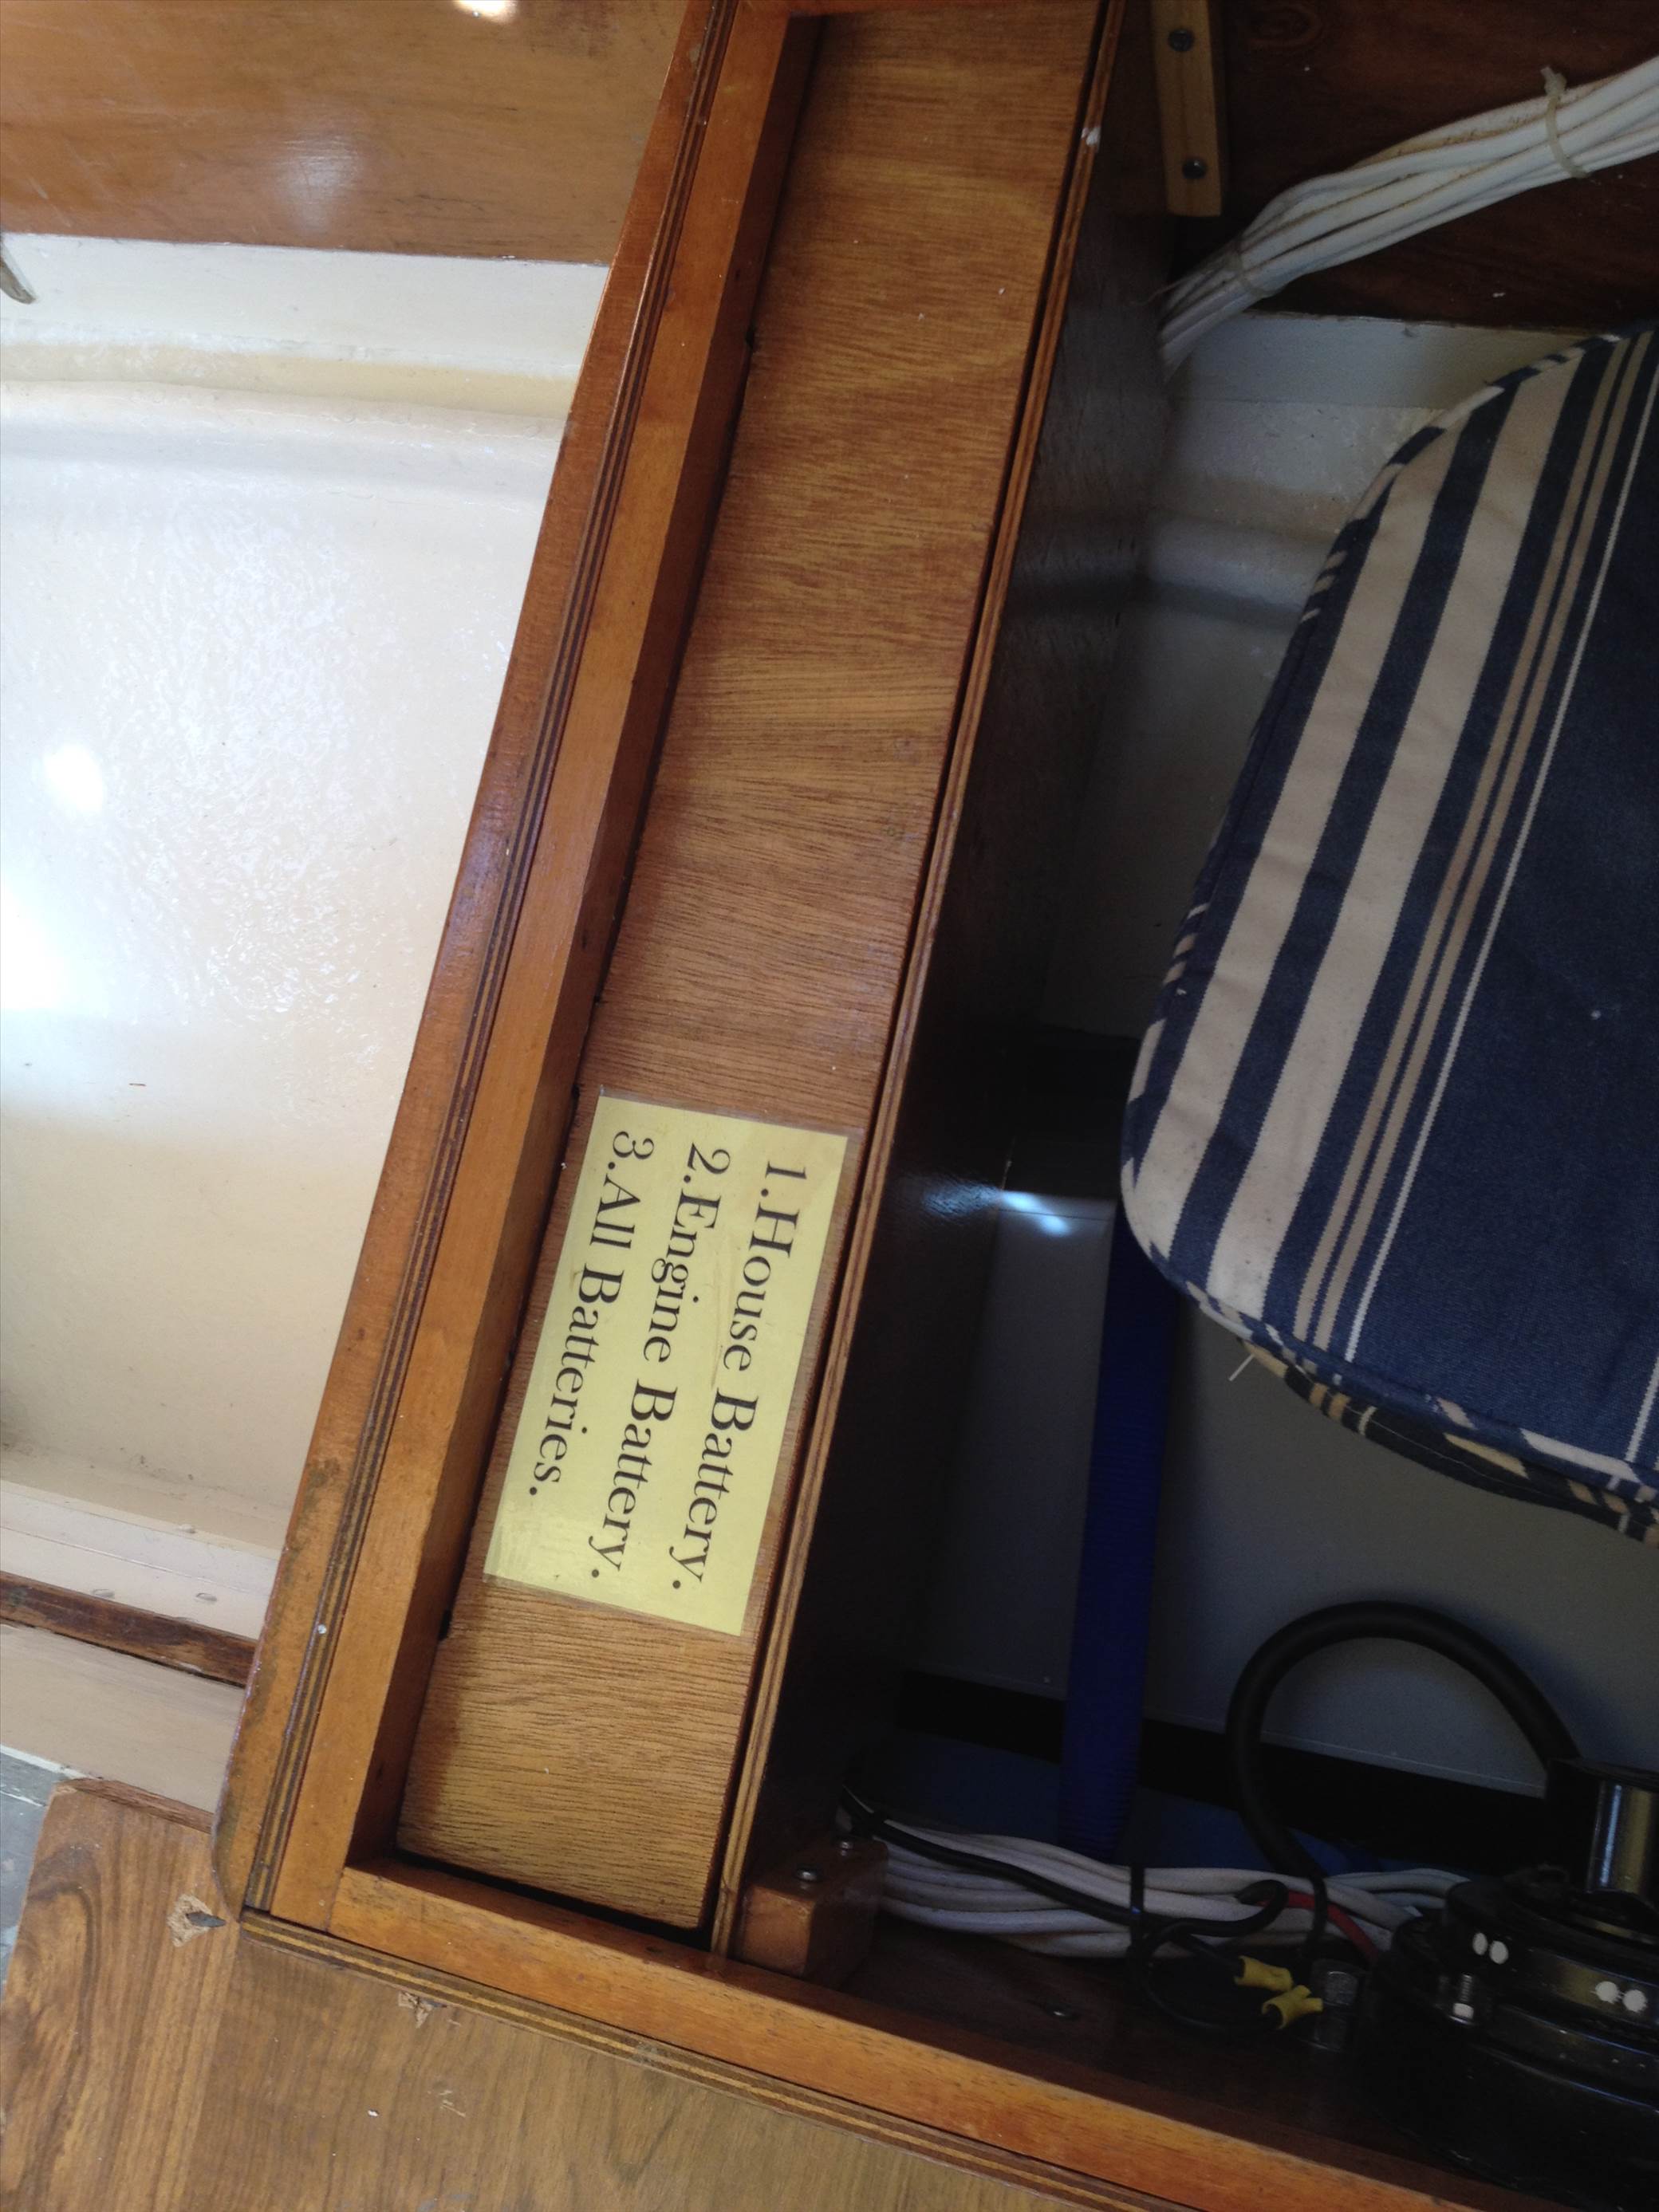 1.House Battery.
2.Engine Battery.
3.All Batteries.